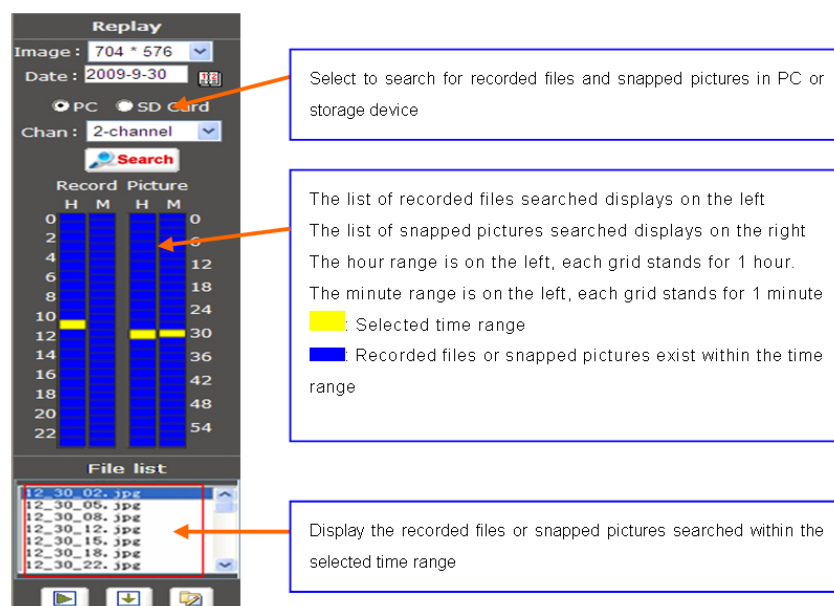 Replay
Image : 704 * 576
Date : 2009-9-30
PC SD Card
Chan : 2-channel
Search
Record Picture
H M H M
0 0
2 6
4 12
6 18
8 24
10 30
12 36
14 42
16 48
18 54
20
22
File list
12_30_02.jpg
12_30_05.jpg
12_30_08.jpg
12_30_12.jpg
12_30_15.jpg
12_30_18.jpg
12_30_22.jpg
Select to search for recorded files and snapped pictures in PC or
storage device
The list of recorded files searched displays on the left
The list of snapped pictures searched displays on the right
The hour range is on the left, each grid stands for 1 hour.
The minute range is on the left, each grid stands for 1 minute
: Selected time range
: Recorded files or snapped pictures exist within the time
range
Display the recorded files or snapped pictures searched within the
selected time range